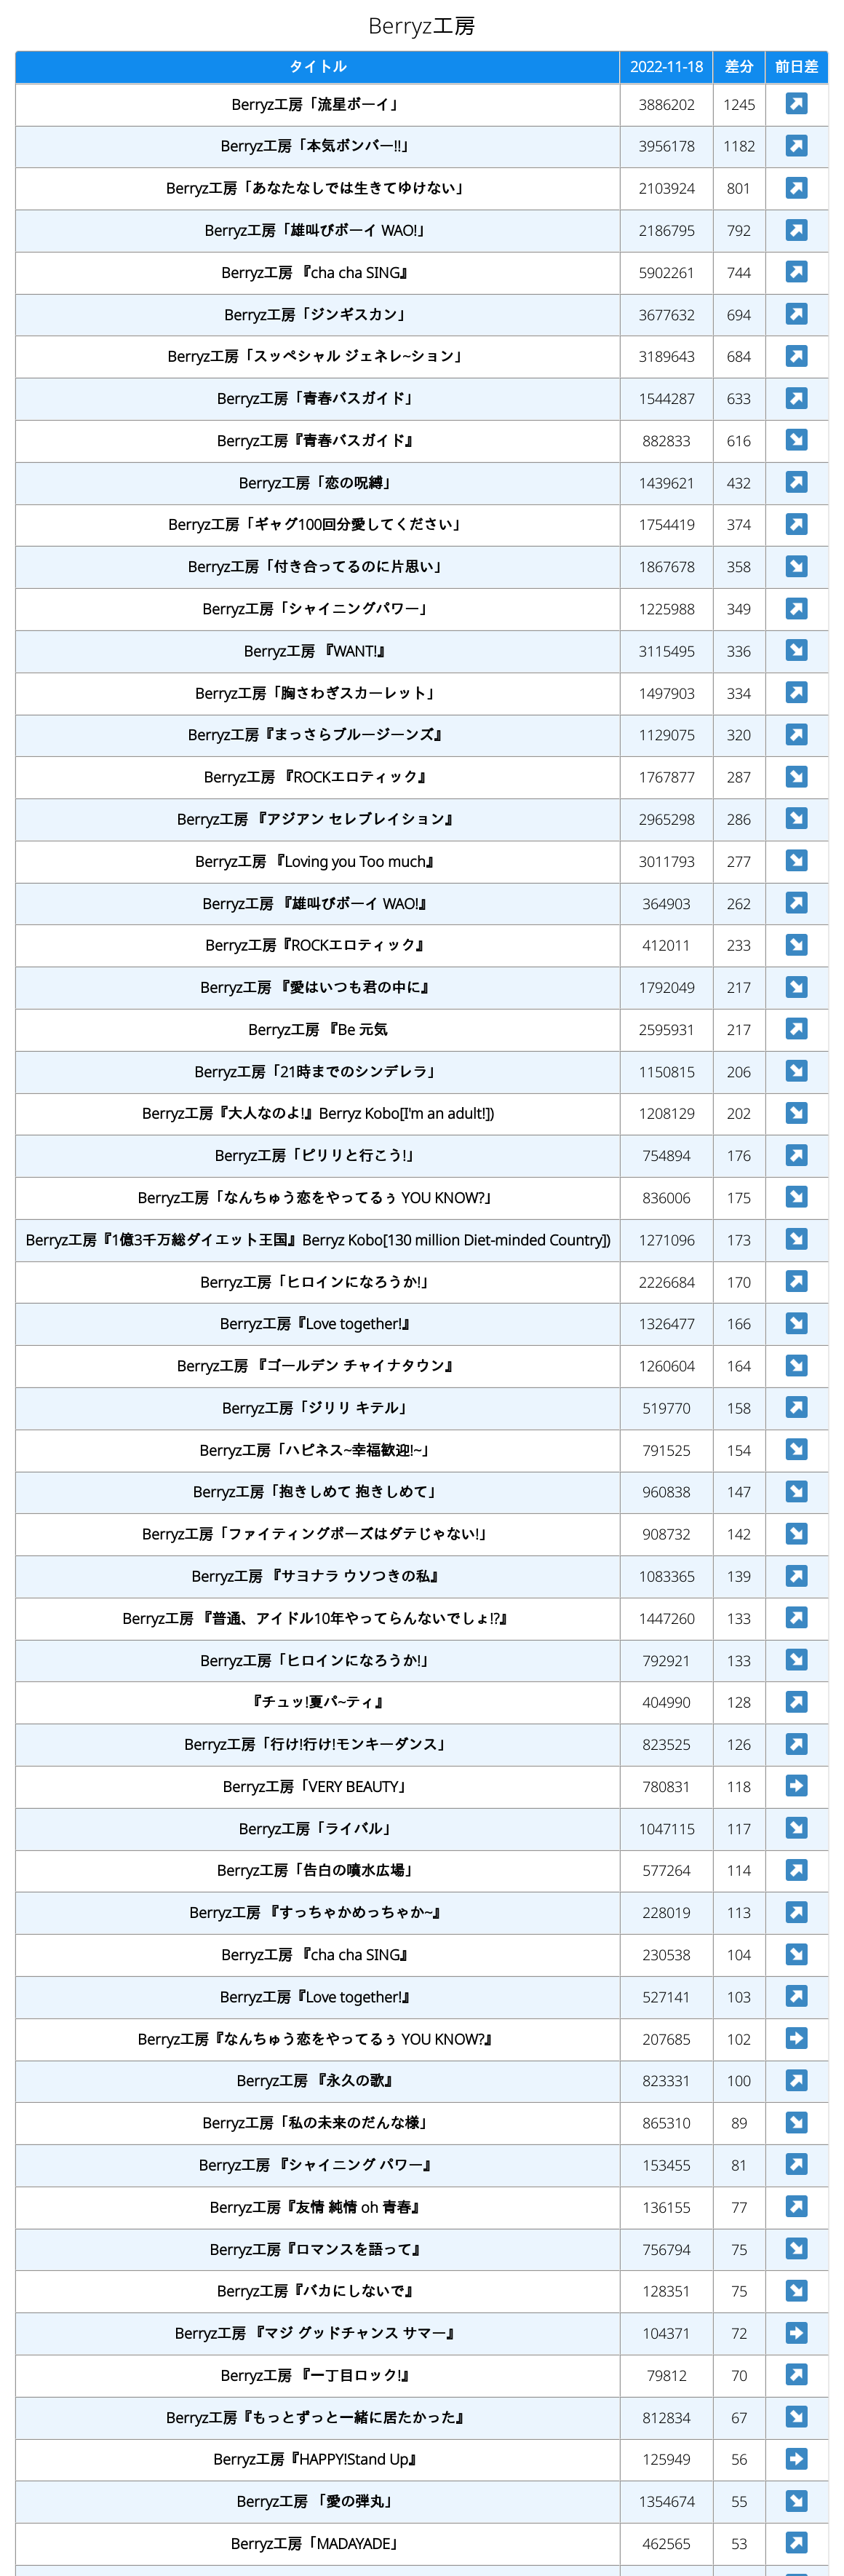 Berryz工房
タイトル 2022-11-18 差分 前日差
Berryz工房「流星ボーイ」 3886202 1245 ↗
Berryz工房「本気ボンバー!!」 3956178 1182 ↗
Berryz工房「あなたなしでは生きてゆけない」 2103924 801 ↗
Berryz工房「雄叫びボーイ WAO!」 2186795 792 ↗
Berryz工房 『cha cha SING』 5902261 744 ↗
Berryz工房「ジンギスカン」 3677632 694 ↗
Berryz工房「スッペシャル ジェネレ~ション」 3189643 684 ↗
Berryz工房「青春バスガイド」 1544287 633 ↗
Berryz工房『青春バスガイド』 882833 616 ↘
Berryz工房「恋の呪縛」 1439621 432 ↗
Berryz工房「ギャグ100回分愛してください」 1754419 374 ↗
Berryz工房「付き合ってるのに片思い」 1867678 358 ↘
Berryz工房「シャイニングパワー」 1225988 349 ↗
Berryz工房 『WANT!』 3115495 336 ↘
Berryz工房「胸さわぎスカーレット」 1497903 334 ↗
Berryz工房『まっさらブルージーンズ』 1129075 320 ↗
Berryz工房 『ROCKエロティック』 1767877 287 ↘
Berryz工房 『アジアン セレブレイション』 2965298 286 ↘
Berryz工房 『Loving you Too much』 3011793 277 ↘
Berryz工房 『雄叫びボーイ WAO!』 364903 262 ↗
Berryz工房『ROCKエロティック』 412011 233 ↘
Berryz工房 『愛はいつも君の中に』 1792049 217 ↘
Berryz工房 『Be 元気 2595931 217 ↗
Berryz工房「21時までのシンデレラ」 1150815 206 ↘
Berryz工房『大人なのよ!』Berryz Kobo[I'm an adult!]) 1208129 202 ↘
Berryz工房「ピリリと行こう!」 754894 176 ↗
Berryz工房「なんちゅう恋をやってるぅ YOU KNOW?」 836006 175 ↘
Berryz工房『1億3千万総ダイエット王国』Berryz Kobo[130 million Diet-minded Country]) 1271096 173 ↘
Berryz工房「ヒロインになろうか!」 2226684 170 ↗
Berryz工房『Love together!』 1326477 166 ↘
Berryz工房 『ゴールデン チャイナタウン』 1260604 164 ↘
Berryz工房「ジリリ キテル」 519770 158 ↗
Berryz工房「ハピネス~幸福歓迎!~」 791525 154 ↘
Berryz工房「抱きしめて 抱きしめて」 960838 147 ↘
Berryz工房「ファイティングポーズはダテじゃない!」 908732 142 ↘
Berryz工房 『サヨナラ ウソつきの私』 1083365 139 ↗
Berryz工房 『普通、アイドル10年やってらんないでしょ!?』 1447260 133 ↗
Berryz工房「ヒロインになろうか!」 792921 133 ↘
『チュッ!夏パ~ティ』 404990 128 ↗
Berryz工房「行け!行け!モンキーダンス」 823525 126 ↗
Berryz工房「VERY BEAUTY」 780831 118 ➡
Berryz工房「ライバル」 1047115 117 ↘
Berryz工房「告白の噴水広場」 577264 114 ↗
Berryz工房 『すっちゃかめっちゃか~』 228019 113 ↗
Berryz工房 『cha cha SING』 230538 104 ↘
Berryz工房『Love together!』 527141 103 ↗
Berryz工房『なんちゅう恋をやってるぅ YOU KNOW?』 207685 102 ➡
Berryz工房 『永久の歌』 823331 100 ↗
Berryz工房「私の未来のだんな様」 865310 89 ↘
Berryz工房 『シャイニング パワー』 153455 81 ↗
Berryz工房『友情 純情 oh 青春』 136155 77 ↗
Berryz工房『ロマンスを語って』 756794 75 ↘
Berryz工房『バカにしないで』 128351 75 ↘
Berryz工房 『マジ グッドチャンス サマー』 104371 72 ➡
Berryz工房 『一丁目ロック!』 79812 70 ↗
Berryz工房『もっとずっと一緒に居たかった』 812834 67 ↘
Berryz工房『HAPPY!Stand Up』 125949 56 ➡
Berryz工房 「愛の弾丸」 1354674 55 ↘
Berryz工房「MADAYADE」 462565 53 ↗